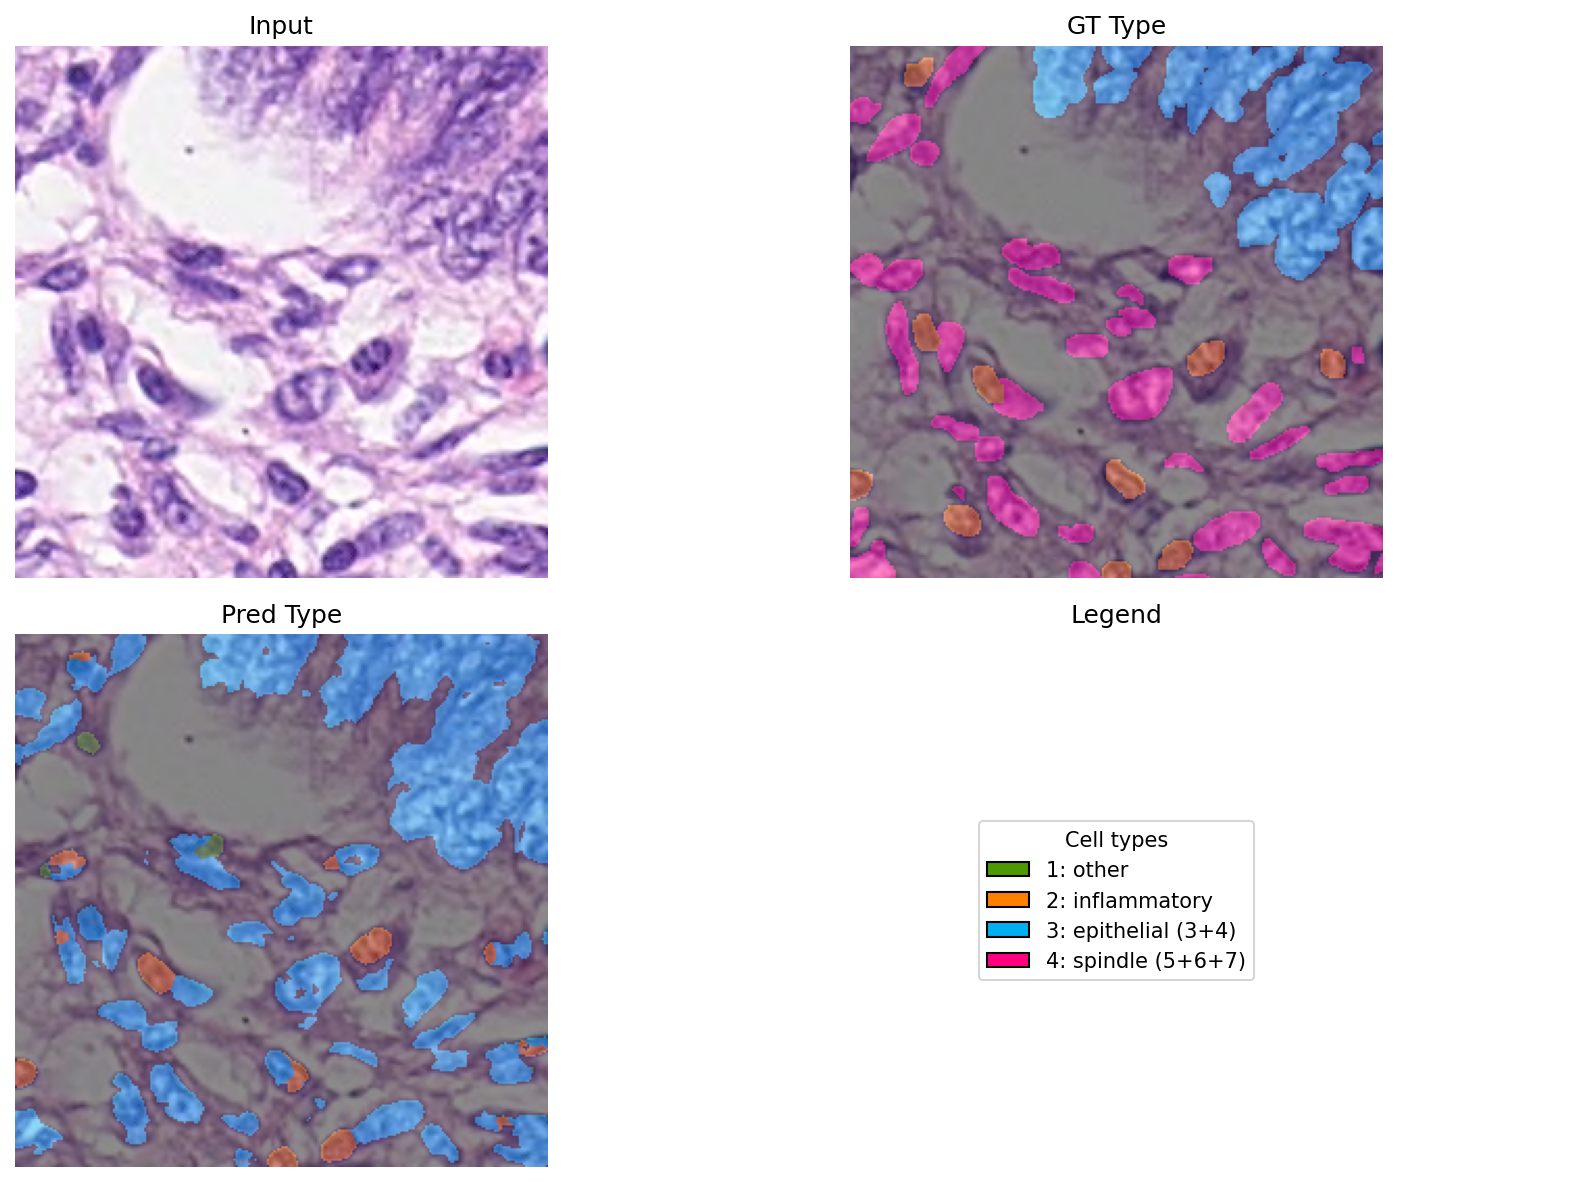 Input
GT Type
Pred Type
Legend
Cell types
1: other
2: inflammatory
3: epithelial (3+4)
4: spindle (5+6+7)